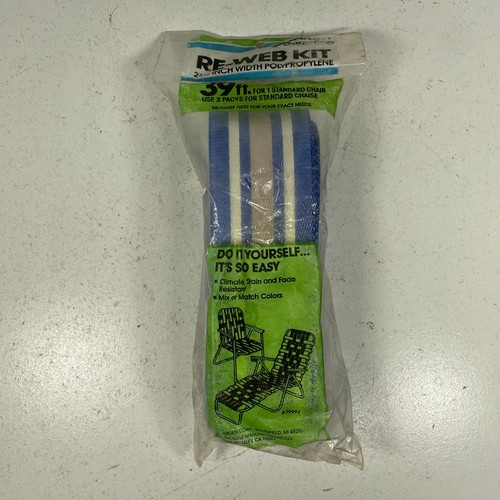 RE-WEB KIT
INCH WIDTH POLYPROPYLENE
39 ft. FOR 1 STANDARD CHAIR
USE 2 PACKS FOR STANDARD CHAISE
MEASURE FIRST FOR YOUR EXACT NEEDS
DO IT YOURSELF...
IT'S SO EASY
• Climate, Stain and Fade
Resistant
• Mix or Match Colors